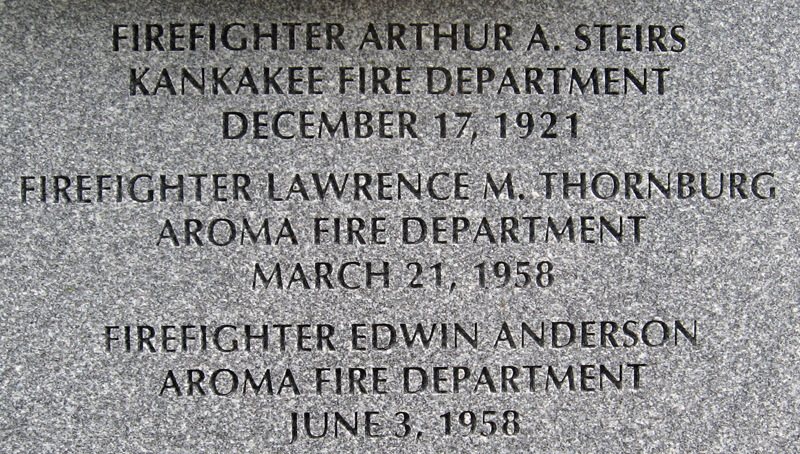 FIREFIGHTER ARTHUR A. STEIRS
KANKAKEE FIRE DEPARTMENT
DECEMBER 17, 1921
FIREFIGHTER LAWRENCE M. THORNBURG
AROMA FIRE DEPARTMENT
MARCH 21, 1958
FIREFIGHTER EDWIN ANDERSON
AROMA FIRE DEPARTMENT
JUNE 3, 1958